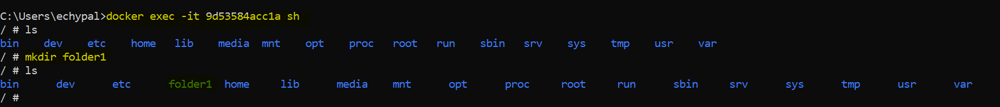 C:\Users\echypal>docker exec -it 9d53584acc1a sh
/ # ls
bin dev etc home lib media mnt opt proc root run sbin srv sys tmp usr var
/ # mkdir folder1
/ # ls
bin dev etc folder1 home lib media mnt opt proc root run sbin srv sys tmp usr var
/ #